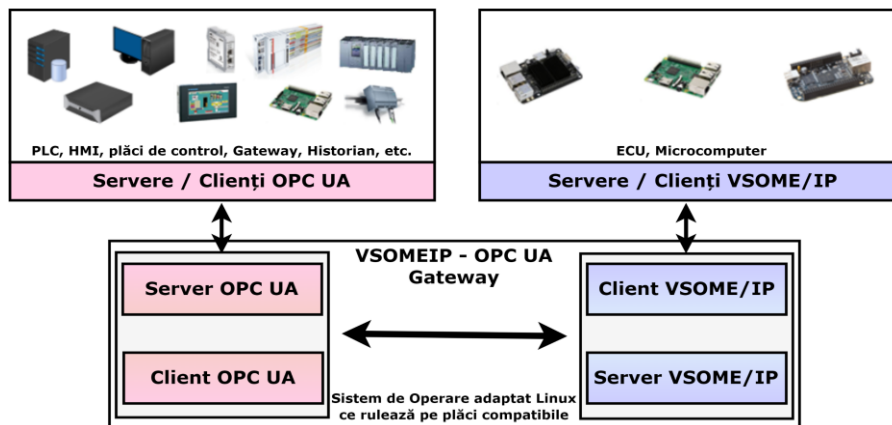 PLC, HMI, plăci de control, Gateway, Historian, etc.
Servere / Clienți OPC UA
ECU, Microcomputer
Servere / Clienți VSOME/IP
VSOMEIP - OPC UA
Gateway
Server OPC UA
Client OPC UA
Client VSOME/IP
Server VSOME/IP
Sistem de Operare adaptat Linux
ce rulează pe plăci compatibile